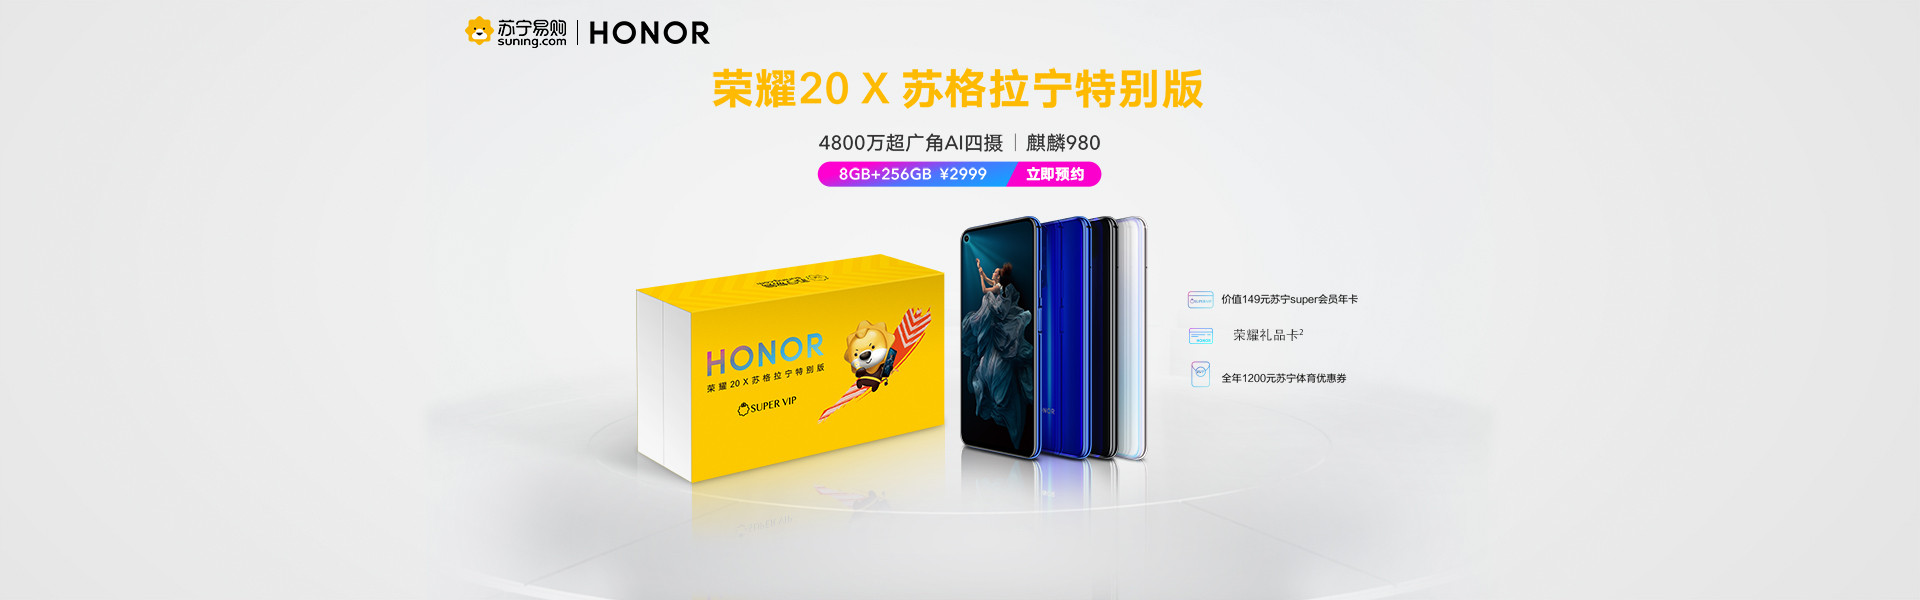 苏宁易购
suning.com
HONOR
荣耀20 X 苏格拉宁特别版
4800万超广角AI四摄 | 麒麟980
8GB+256GB ¥2999 立即预约
HONOR
荣耀20 X 苏格拉宁特别版
SUPER VIP
HONOR
价值149元苏宁super会员年卡
荣耀礼品卡2
全年1200元苏宁体育优惠券